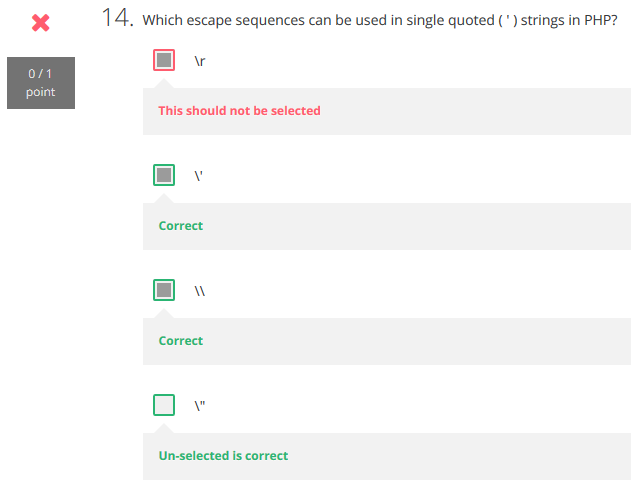 14. Which escape sequences can be used in single quoted ( ' ) strings in PHP?
0 / 1
point
\r
This should not be selected
\'
Correct
\\
Correct
\"
Un-selected is correct